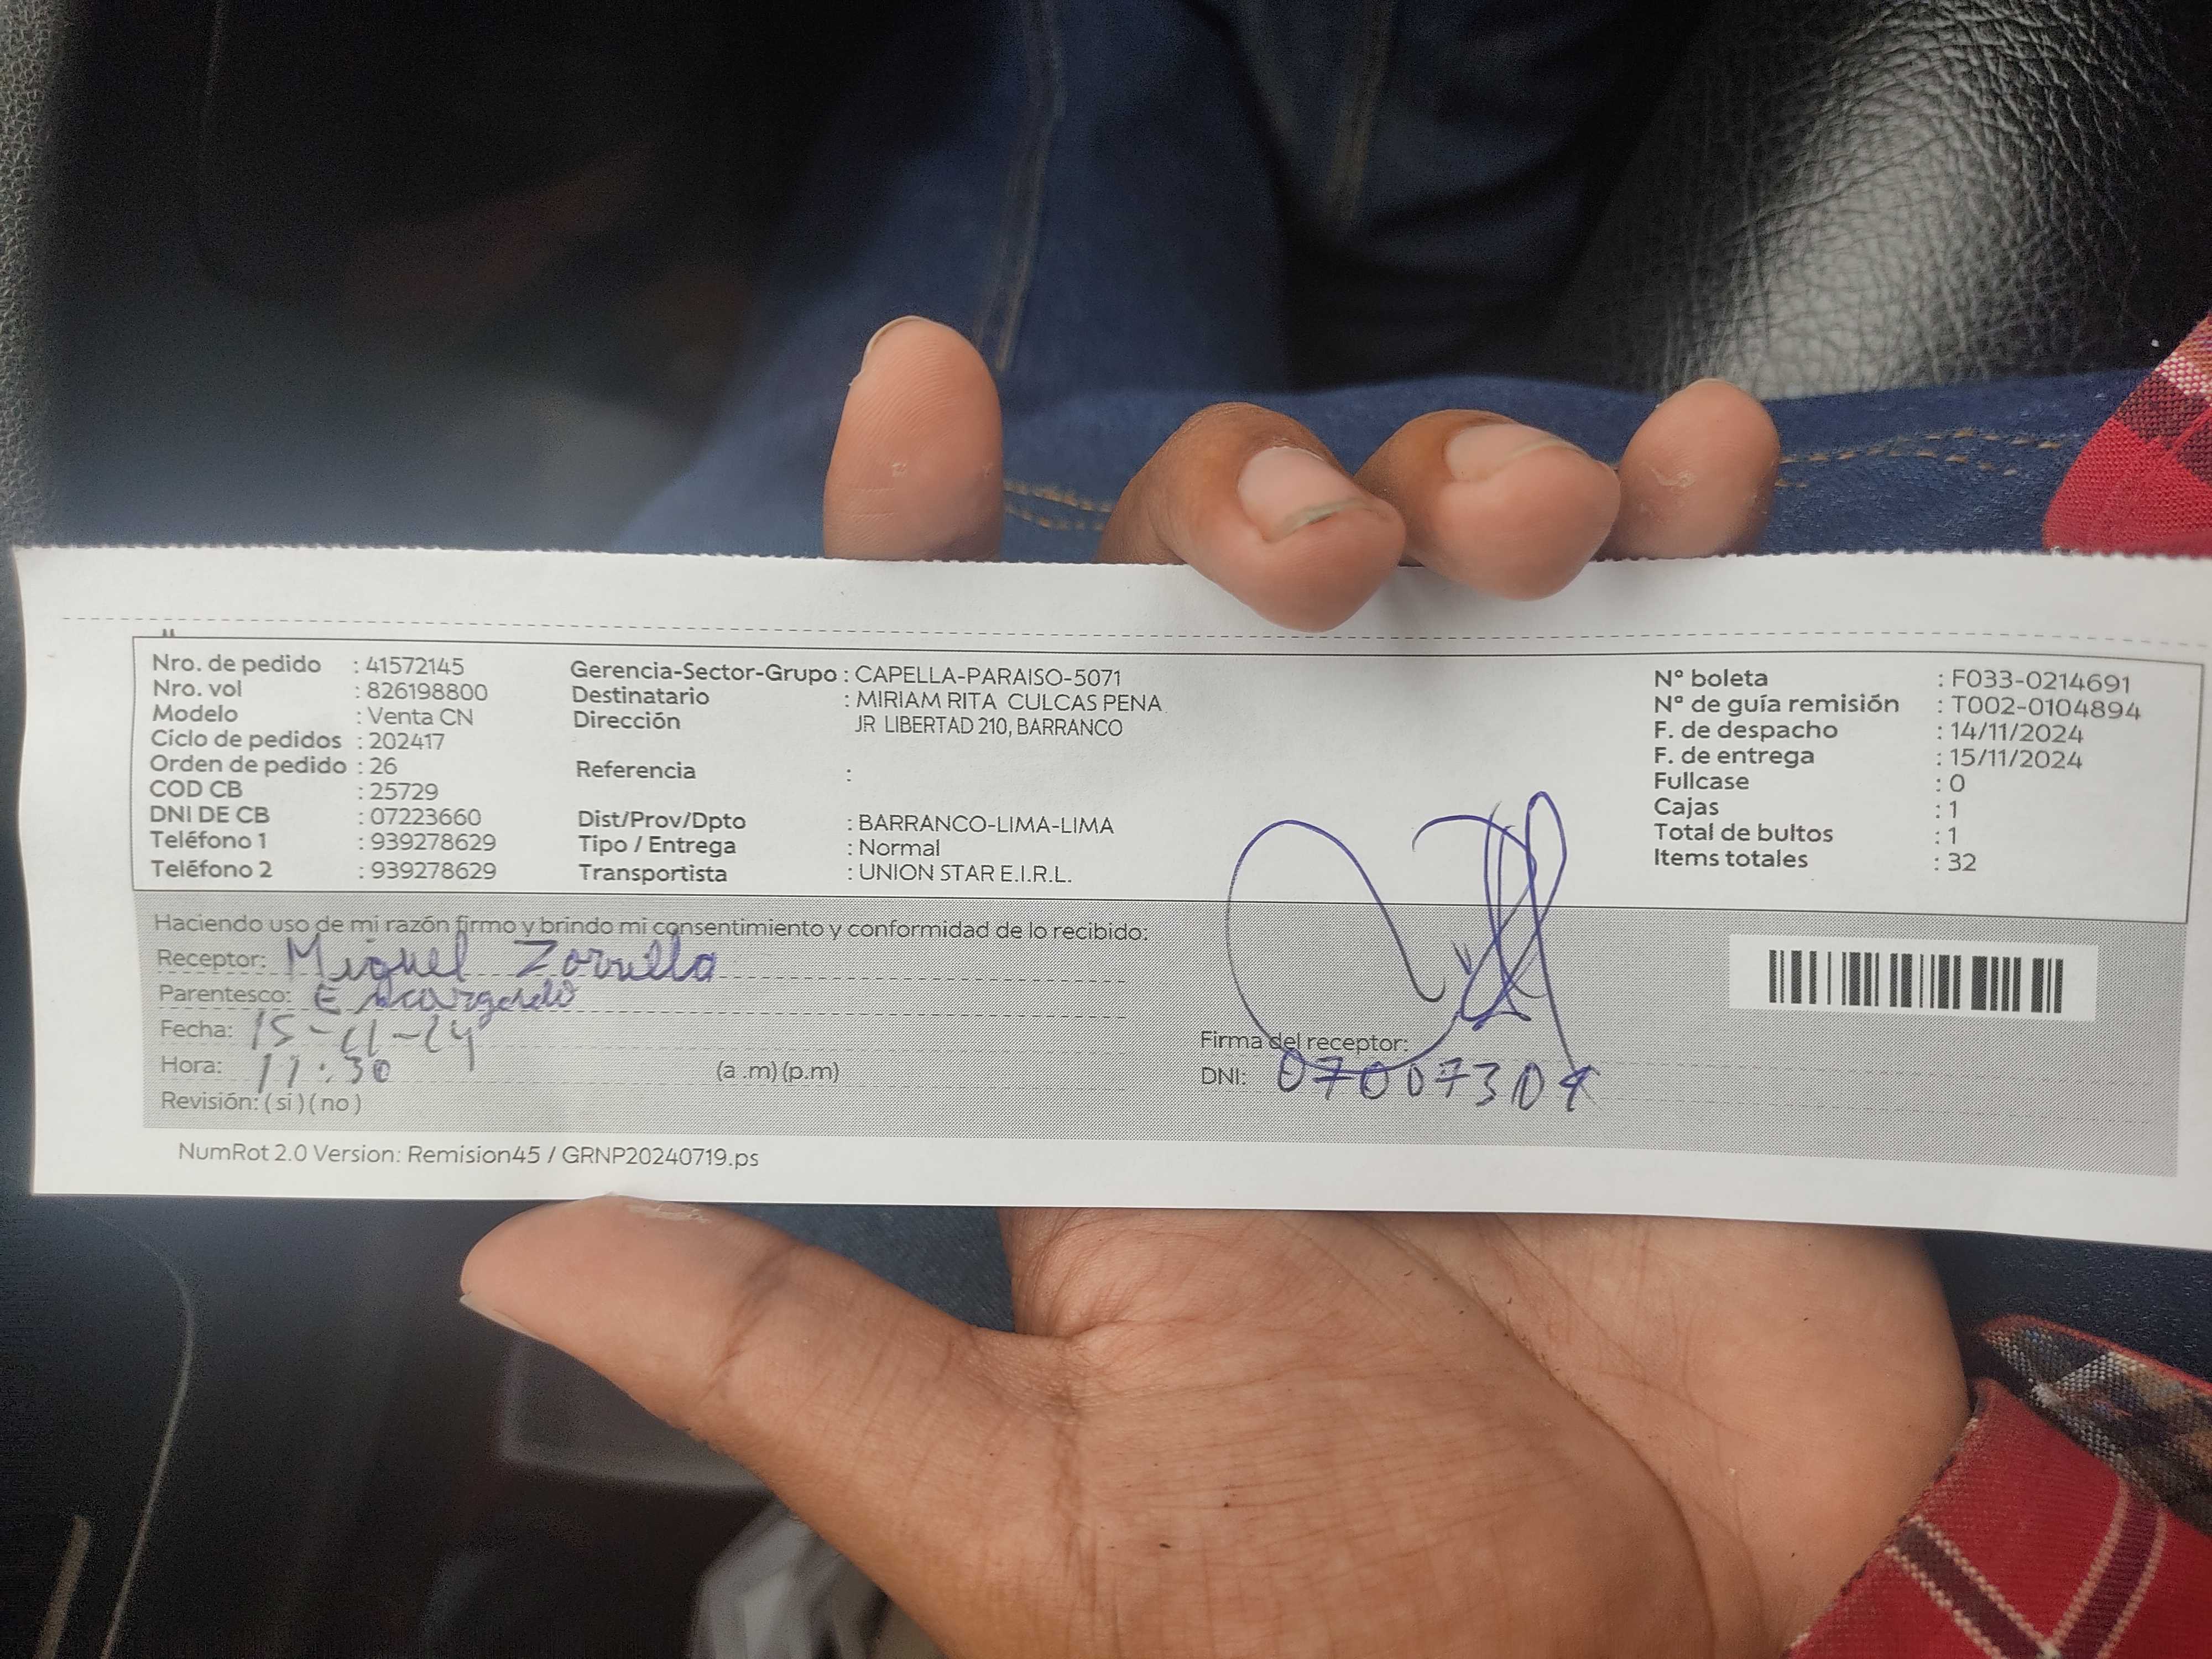 Nro. de pedido : 41572145
Nro. vol : 826198800
Modelo : Venta CN
Ciclo de pedidos : 202417
Orden de pedido : 26
COD CB : 25729
DNI DE CB : 07223660
Teléfono 1 : 939278629
Teléfono 2 : 939278629
Gerencia-Sector-Grupo : CAPELLA-PARAISO-5071
Destinatario : MIRIAM RITA CULCAS PENA
Dirección JR LIBERTAD 210, BARRANCO
Referencia :
Dist/Prov/Dpto : BARRANCO-LIMA-LIMA
Tipo / Entrega : Normal
Transportista : UNION STAR E.I.R.L.
N° boleta : F033-0214691
N° de guía remisión : T002-0104894
F. de despacho : 14/11/2024
F. de entrega : 15/11/2024
Fullcase : 0
Cajas : 1
Total de bultos : 1
Items totales : 32
Haciendo uso de mi razón firmo y brindo mi consentimiento y conformidad de lo recibido:
Receptor: Miguel Zorrilla
Parentesco: Encargado
Fecha: 15-11-24
Hora: 11:30 (a .m) (p.m)
Revisión: ( si ) ( no )
Firma del receptor:
DNI: 07007304
NumRot 2.0 Version: Remision45 / GRNP20240719.ps